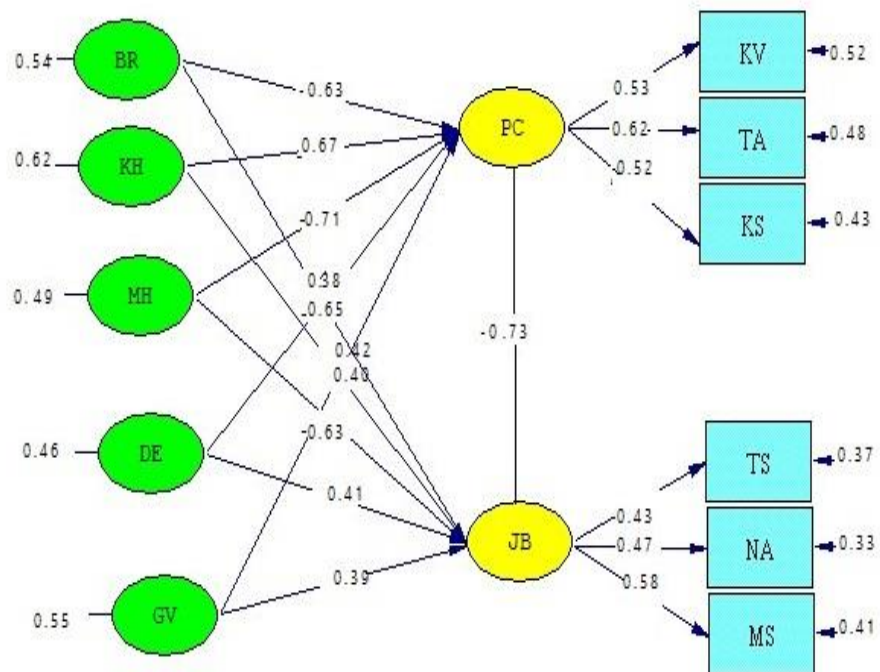 0.54
BR
-0.63
PC
0.53
KV
0.52
0.62
TA
0.48
0.62
KH
0.67
0.52
KS
0.43
-0.71
0.49
MH
0.38
-0.65
0.42
0.40
-0.73
0.46
DE
-0.63
0.41
TS
0.37
0.43
JB
0.47
NA
0.33
0.55
GV
0.39
0.58
MS
0.41